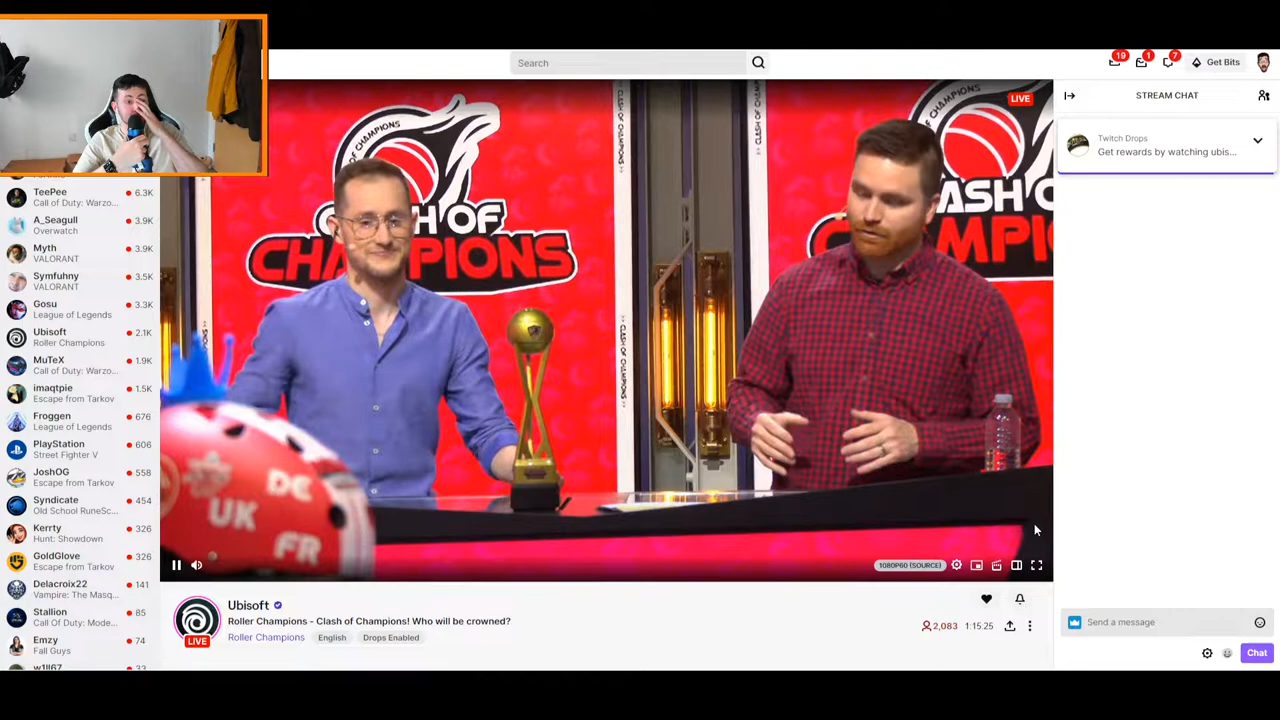 Search
19
1
7
Get Bits
TeePee
Call of Duty: Warzo...
6.3K
A_Seagull
Overwatch
3.9K
Myth
VALORANT
3.9K
Symfuhny
VALORANT
3.5K
Gosu
League of Legends
3.3K
Ubisoft
Roller Champions
2.1K
MuTeX
Call of Duty: Warzo...
1.9K
imaqtpie
Escape from Tarkov
1.5K
Froggen
League of Legends
676
PlayStation
Street Fighter V
606
JoshOG
Escape from Tarkov
558
Syndicate
Old School RuneSc...
454
Kerrty
Hunt: Showdown
326
GoldGlove
Escape from Tarkov
326
Delacroix22
Vampire: The Masq...
141
Stallion
Call Of Duty: Mode...
85
Emzy
Fall Guys
74
w1ll67
33
LIVE
CLASH OF CHAMPIONS
CLASH OF CHAMPIONS
CLASH OF CHAMPIONS
DE
UK
FR
1080P60 (SOURCE)
LIVE
Ubisoft
Roller Champions - Clash of Champions! Who will be crowned?
Roller Champions
English
Drops Enabled
2,083
1:15:25
STREAM CHAT
Twitch Drops
Get rewards by watching ubis...
Send a message
Chat